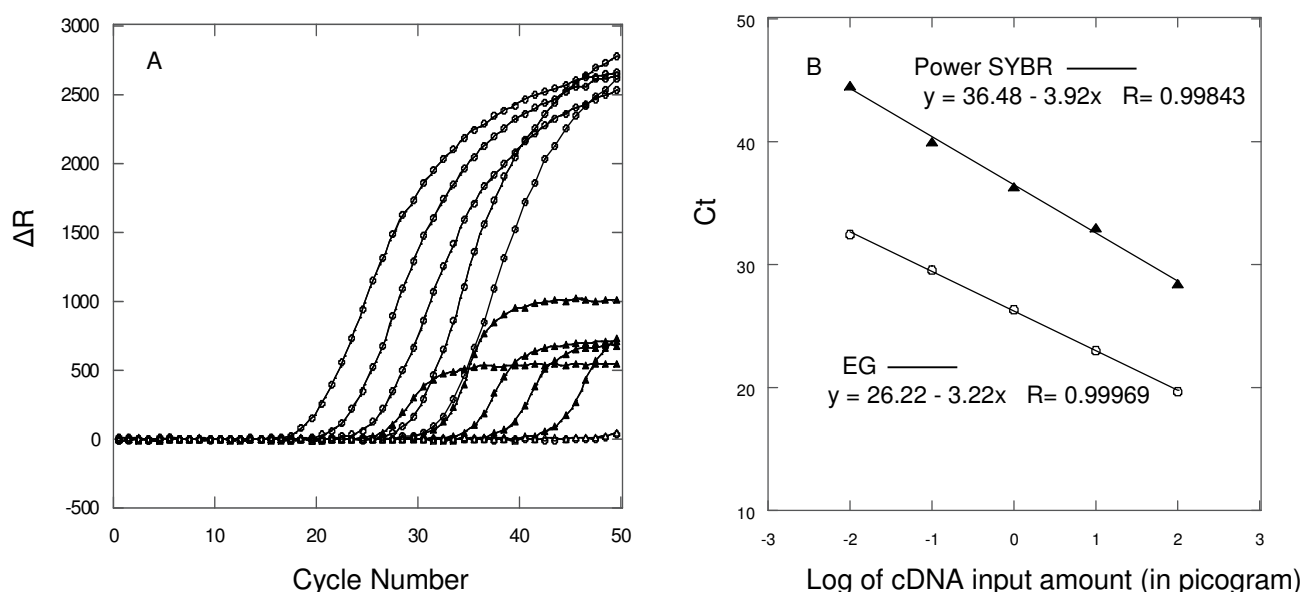 A
3000
2500
2000
1500
1000
500
0
-500
ΔR
0 10 20 30 40 50
Cycle Number
B
50
40
30
20
10
Ct
Power SYBR
y = 36.48 - 3.92x R= 0.99843
EG
y = 26.22 - 3.22x R= 0.99969
-3 -2 -1 0 1 2 3
Log of cDNA input amount (in picogram)